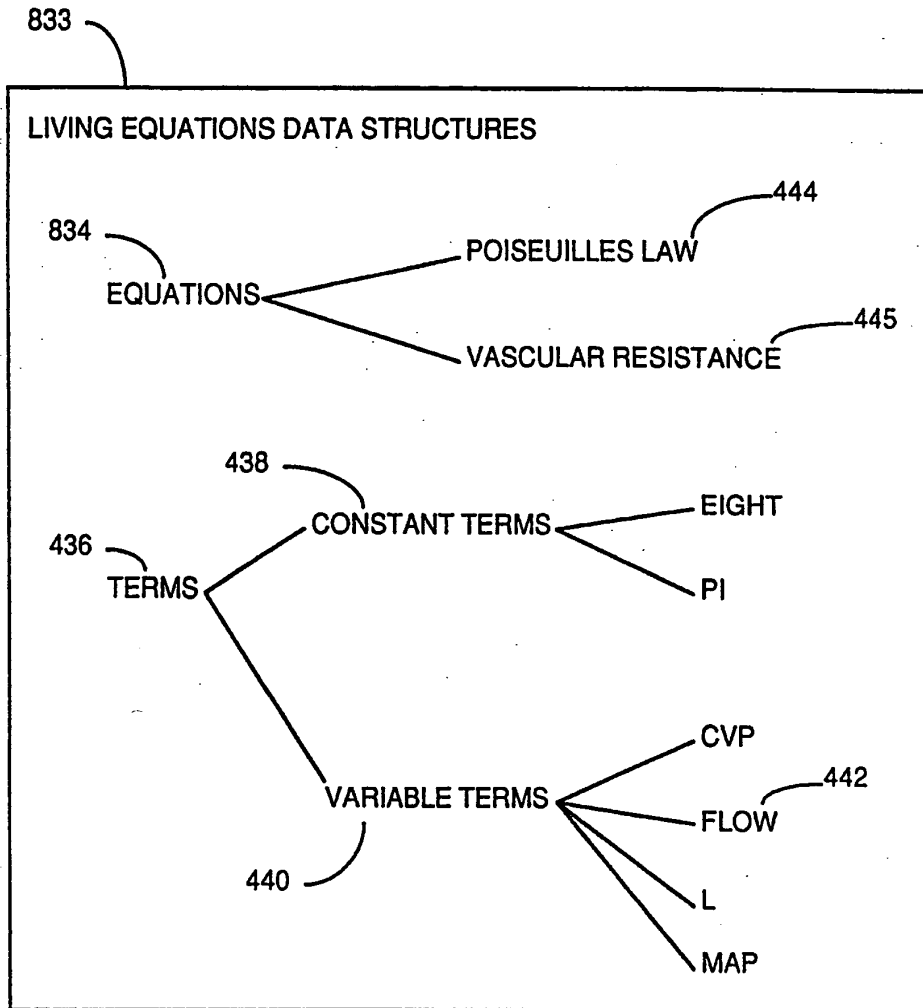 833
LIVING EQUATIONS DATA STRUCTURES
444
834
POISEUILLES LAW
EQUATIONS
445
VASCULAR RESISTANCE
438
EIGHT
CONSTANT TERMS
436
TERMS
PI
CVP
442
VARIABLE TERMS
FLOW
440
L
MAP